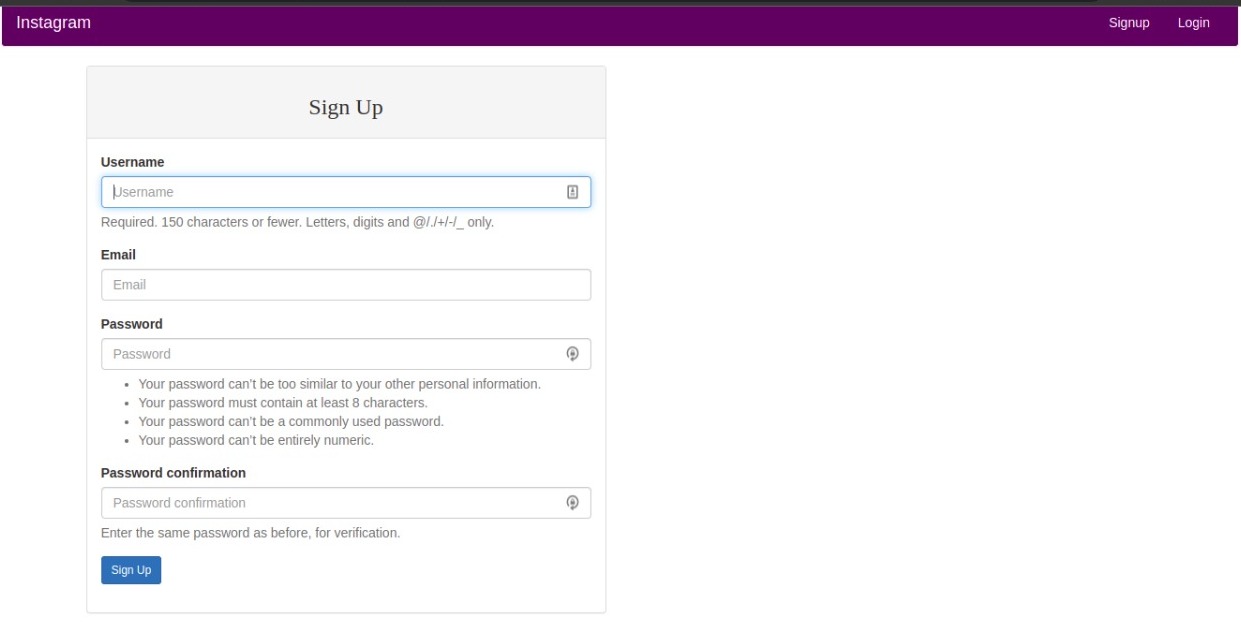 Instagram
Signup Login
Sign Up
Username
Username
Required. 150 characters or fewer. Letters, digits and @/./+/-/_ only.
Email
Email
Password
Password
• Your password can't be too similar to your other personal information.
• Your password must contain at least 8 characters.
• Your password can't be a commonly used password.
• Your password can't be entirely numeric.
Password confirmation
Password confirmation
Enter the same password as before, for verification.
Sign Up